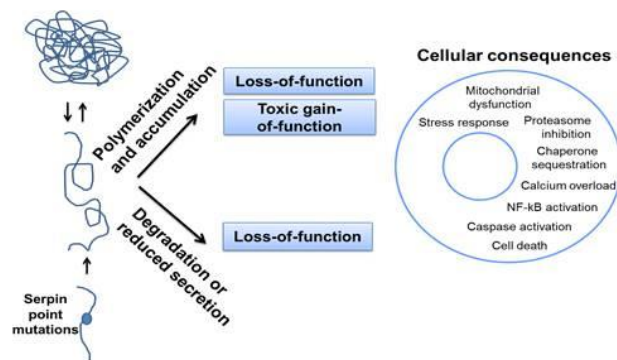 Polymerization
and accumulation
Loss-of-function
Toxic gain-
of-function
Degradation or
reduced secretion
Loss-of-function
Serpin
point
mutations
Cellular consequences
Mitochondrial
dysfunction
Stress response
Proteasome
inhibition
Chaperone
sequestration
Calcium overload
NF-kB activation
Caspase activation
Cell death